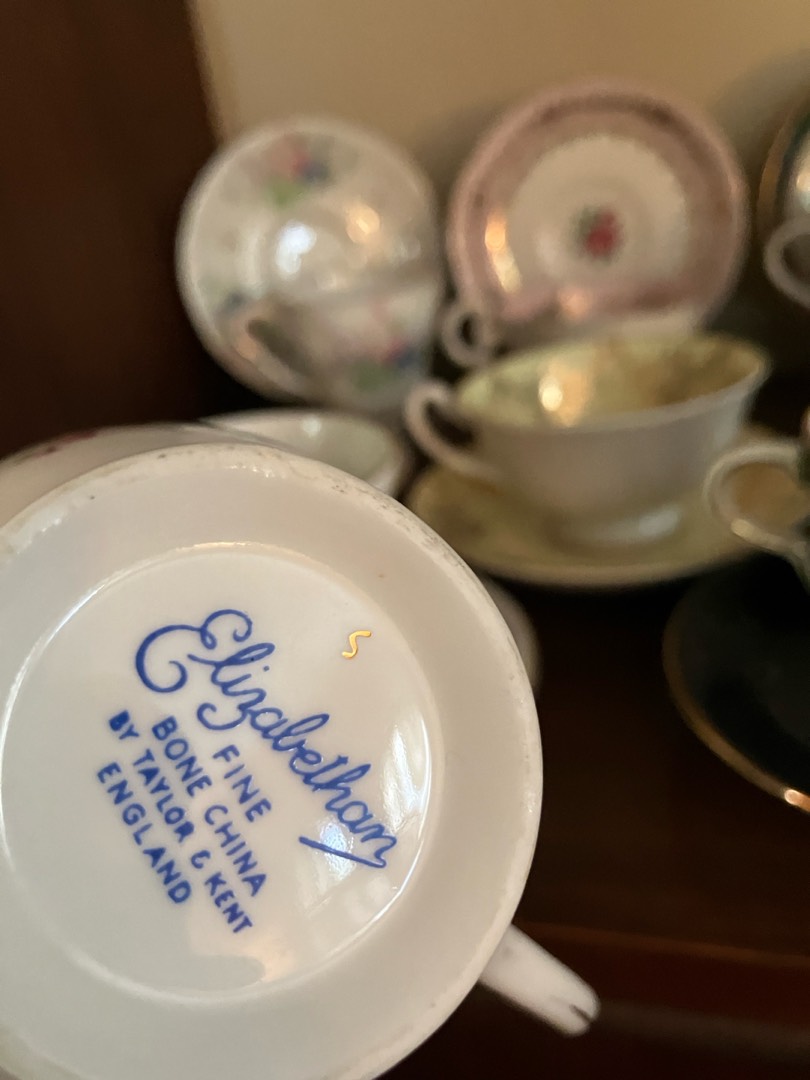 Elizabethan
FINE
BONE CHINA
BY TAYLOR & KENT
ENGLAND
S